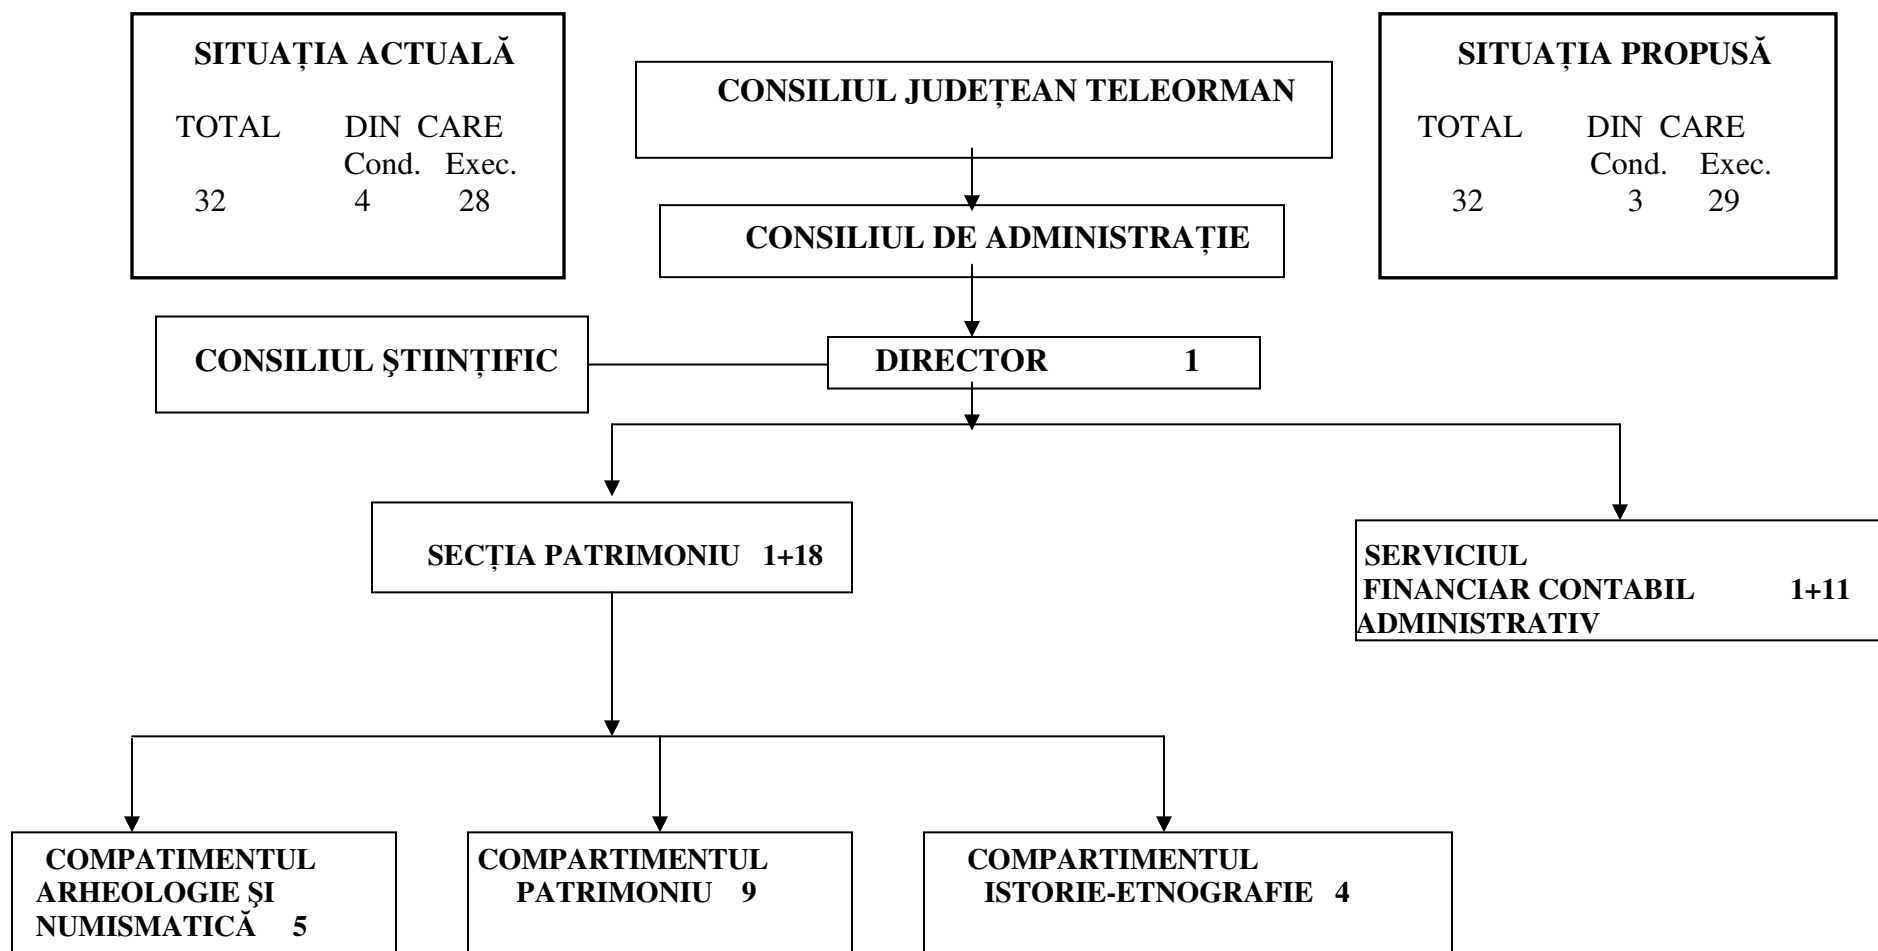 SITUAȚIA ACTUALĂ
TOTAL DIN CARE
Cond. Exec.
32 4 28
CONSILIUL JUDEȚEAN TELEORMAN
SITUAȚIA PROPUSĂ
TOTAL DIN CARE
Cond. Exec.
32 3 29
CONSILIUL DE ADMINISTRAȚIE
CONSILIUL ŞTIINȚIFIC
DIRECTOR 1
SECȚIA PATRIMONIU 1+18
SERVICIUL
FINANCIAR CONTABIL 1+11
ADMINISTRATIV
COMPATIMENTUL
ARHEOLOGIE ŞI
NUMISMATICĂ 5
COMPARTIMENTUL
PATRIMONIU 9
COMPARTIMENTUL
ISTORIE-ETNOGRAFIE 4